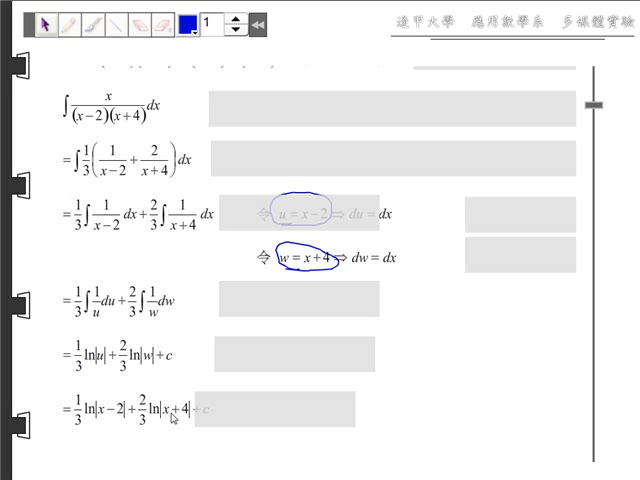 1
逢甲大學 應用數學系 多媒體實驗
∫ x/((x−2)(x+4)) dx
= ∫ 1/3 (1/(x−2) + 2/(x+4)) dx
= 1/3 ∫ 1/(x−2) dx + 2/3 ∫ 1/(x+4) dx 令 u = x−2 ⇒ du = dx
令 w = x+4 ⇒ dw = dx
= 1/3 ∫ 1/u du + 2/3 ∫ 1/w dw
= 1/3 ln|u| + 2/3 ln|w| + c
= 1/3 ln|x−2| + 2/3 ln|x+4| + c